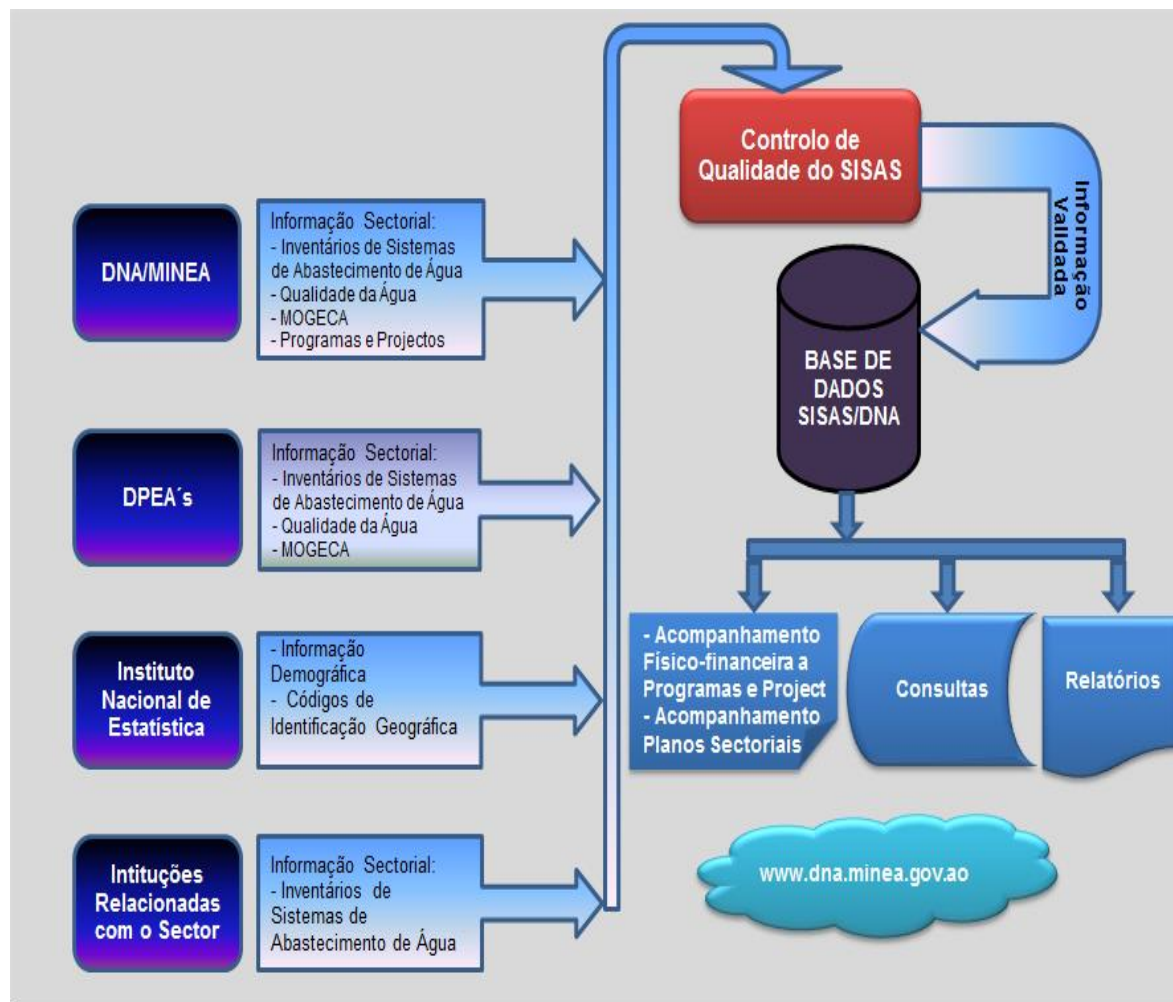 Controlo de
Qualidade do SISAS
Informação
Validada
DNA/MINEA
Informação Sectorial:
- Inventários de Sistemas
de Abastecimento de Água
- Qualidade da Água
- MOGECA
- Programas e Projectos
BASE DE
DADOS
SISAS/DNA
DPEA´s
Informação Sectorial:
- Inventários de Sistemas
de Abastecimento de Água
- Qualidade da Água
- MOGECA
Instituto
Nacional de
Estatística
- Informação
Demográfica
- Códigos de
Identificação Geográfica
- Acompanhamento
Físico-financeira a
Programas e Project
- Acompanhamento
Planos Sectoriais
Consultas
Relatórios
Intituções
Relacionadas
com o Sector
Informação Sectorial:
- Inventários de
Sistemas de
Abastecimento de Água
www.dna.minea.gov.ao